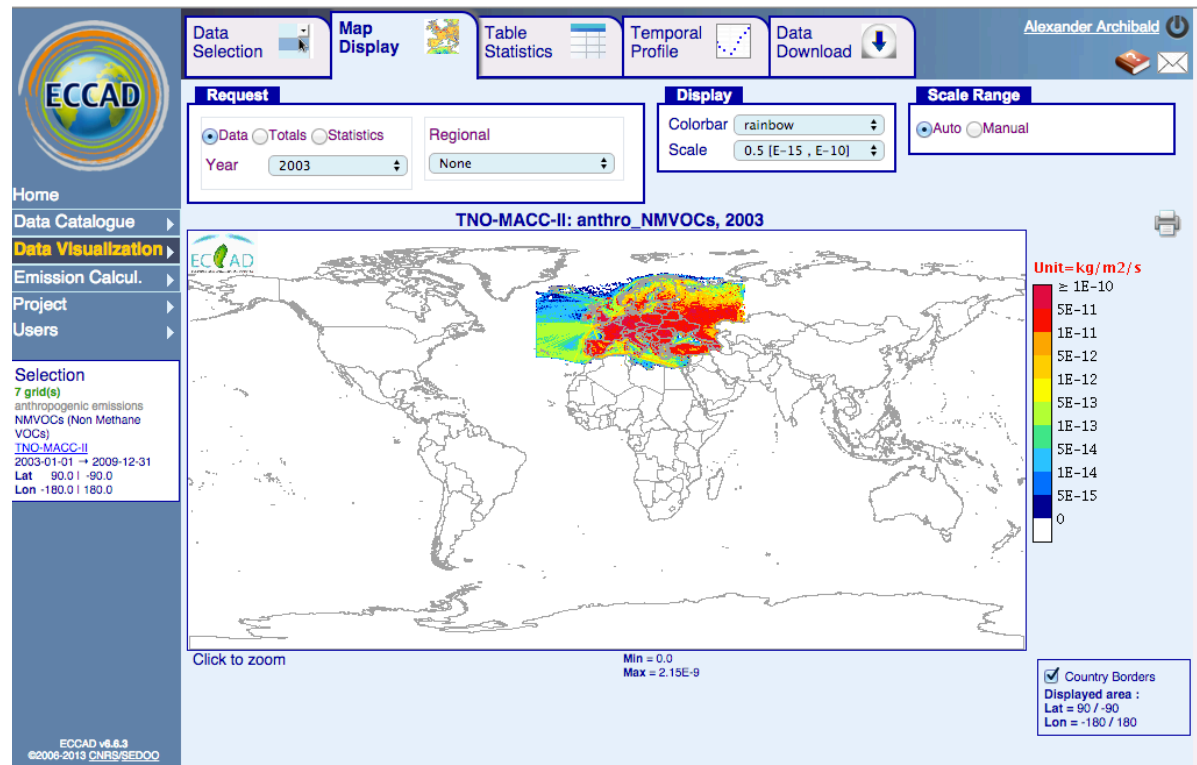 ECCAD
Data
Selection
Map
Display
Table
Statistics
Temporal
Profile
Data
Download
Alexander Archibald
Request
Data Totals Statistics
Year 2003
Regional
None
Display
Colorbar rainbow
Scale 0.5 [E-15 , E-10]
Scale Range
Auto Manual
Home
Data Catalogue
Data Visualization
Emission Calcul.
Project
Users
Selection
7 grid(s)
anthropogenic emissions
NMVOCs (Non Methane
VOCs)
TNO-MACC-II
2003-01-01 → 2009-12-31
Lat 90.0 | -90.0
Lon -180.0 | 180.0
TNO-MACC-II: anthro_NMVOCs, 2003
ECCAD
Unit=kg/m2/s
≥ 1E-10
5E-11
1E-11
5E-12
1E-12
5E-13
1E-13
5E-14
1E-14
5E-15
0
Click to zoom
Min = 0.0
Max = 2.15E-9
Country Borders
Displayed area :
Lat = 90 / -90
Lon = -180 / 180
ECCAD v6.6.3
©2006-2013 CNRS/SEDOO